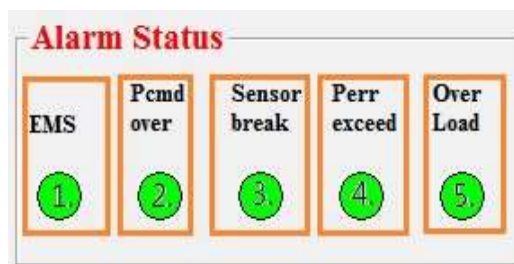 Alarm Status
EMS
Pcmd
over
Sensor
break
Perr
exceed
Over
Load
1.
2.
3.
4.
5.